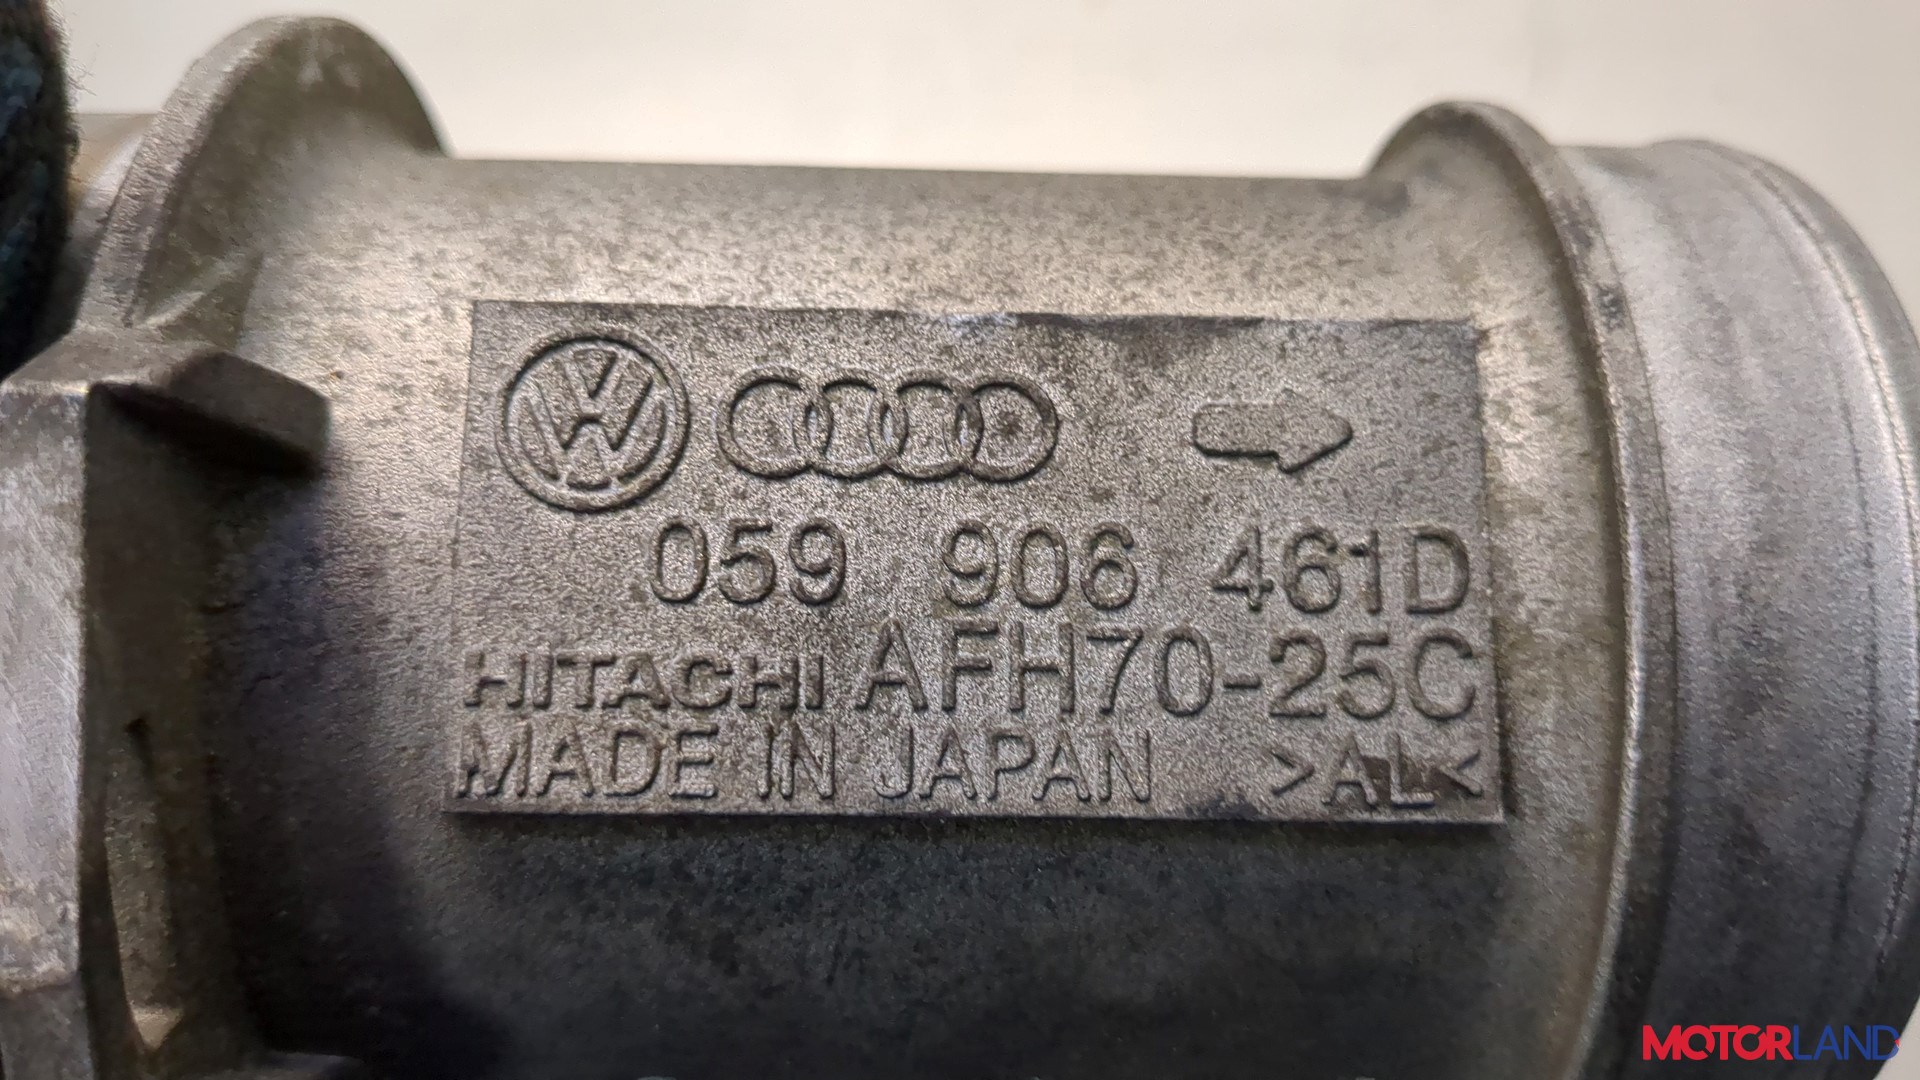 059 906 461D
HITACHI AFH70-25C
MADE IN JAPAN >AL<
MOTORLAND